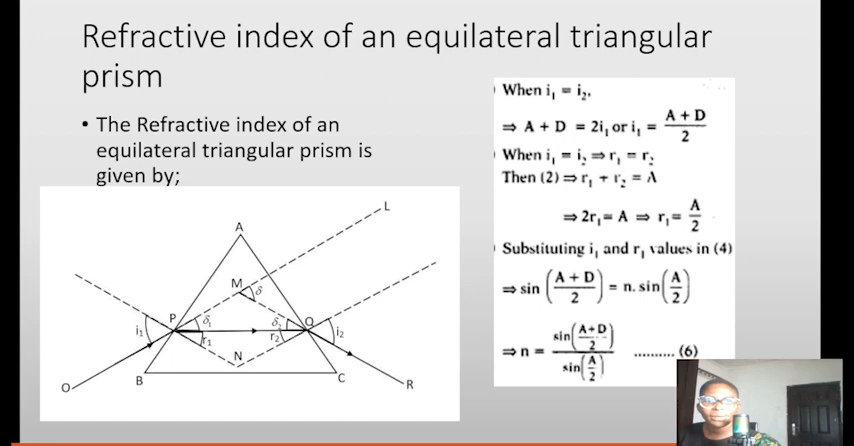 Refractive index of an equilateral triangular
prism
• The Refractive index of an
equilateral triangular prism is
given by;
L
A
M
δ
P
δ₁
δ₂
Q
i₁
r₁
r₂
i₂
N
B
C
O
R
When i₁ = i₂,
⇒ A + D = 2i₁ or i₁ = (A + D)/2
When i₁ = i₂ ⇒ r₁ = r₂
Then (2) ⇒ r₁ + r₂ = A
⇒ 2r₁ = A ⇒ r₁ = A/2
Substituting i₁ and r₁ values in (4)
⇒ sin ((A + D)/2) = n. sin(A/2)
⇒ n = sin((A+D)/2)/sin(A/2) .......... (6)